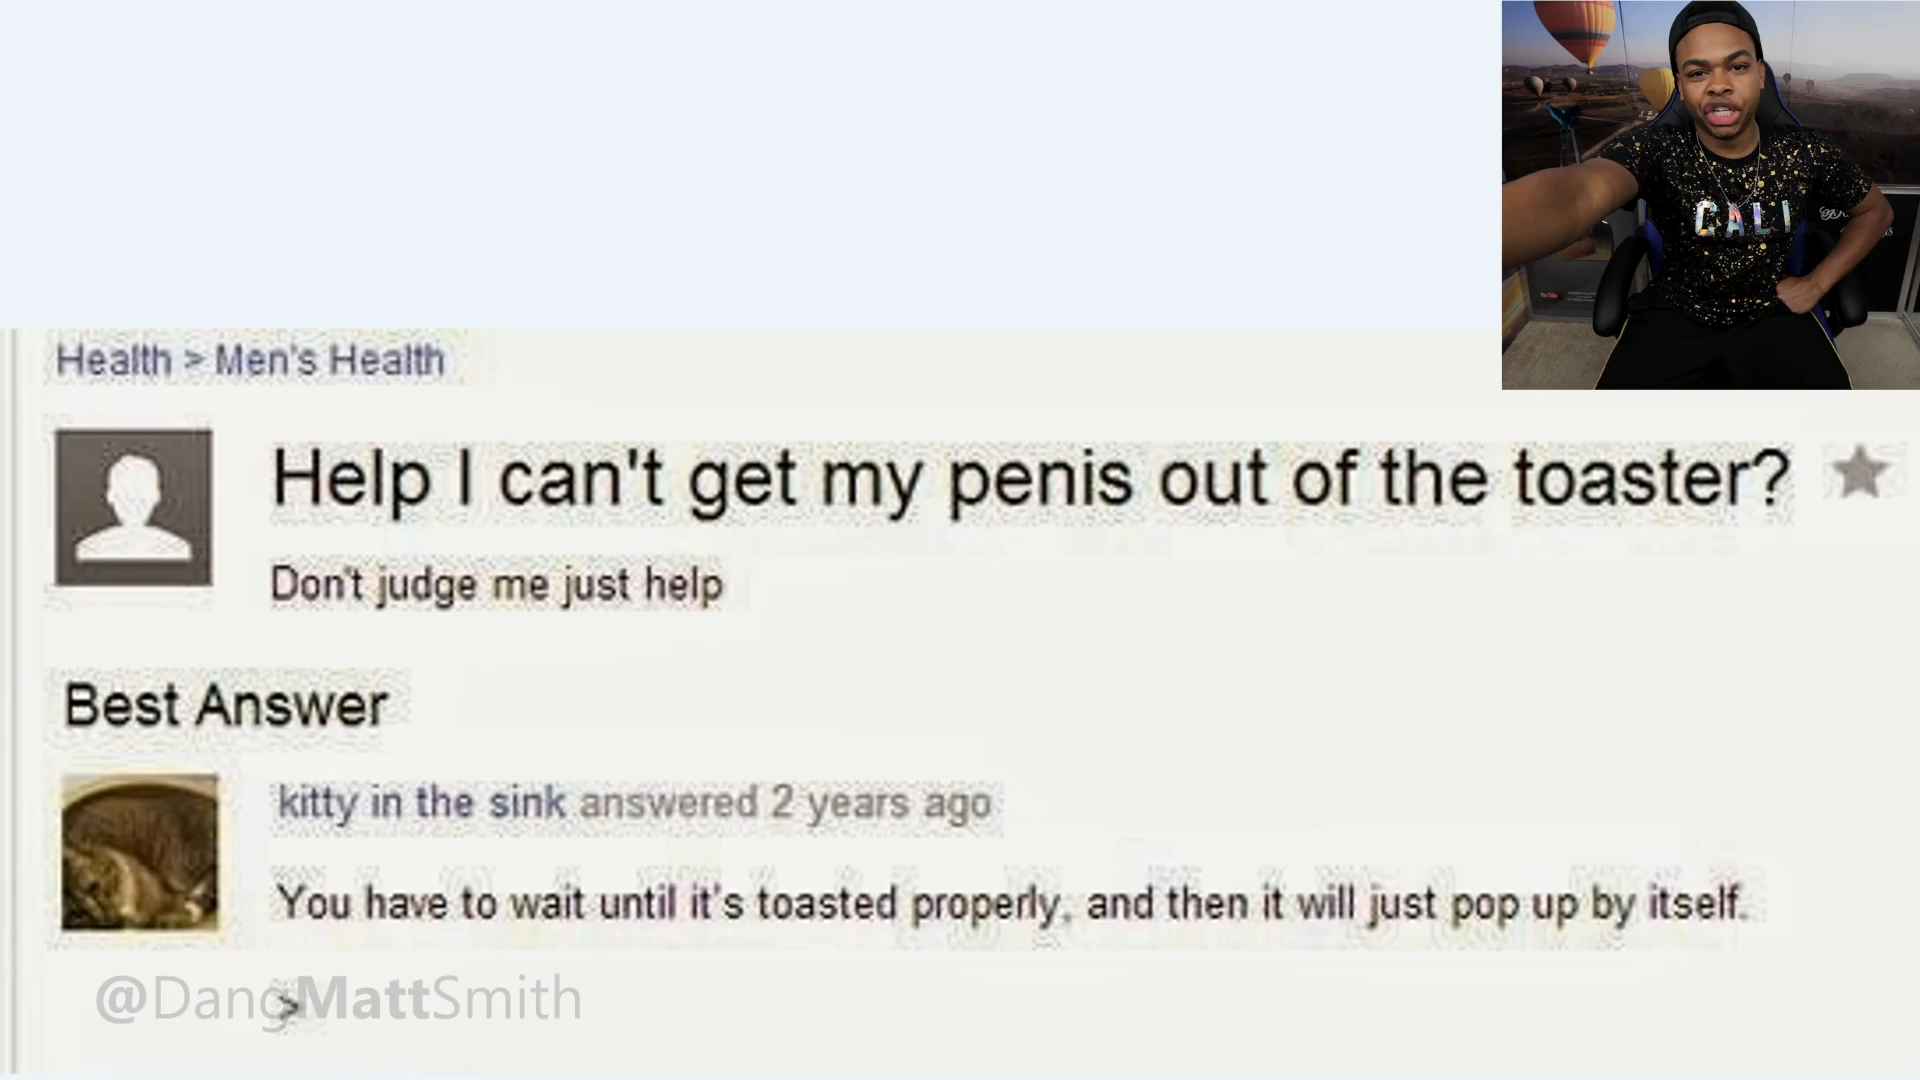 CALI
Health > Men's Health
Help I can't get my penis out of the toaster?
Don't judge me just help
Best Answer
kitty in the sink answered 2 years ago
You have to wait until it's toasted properly, and then it will just pop up by itself.
>
@DangMattSmith